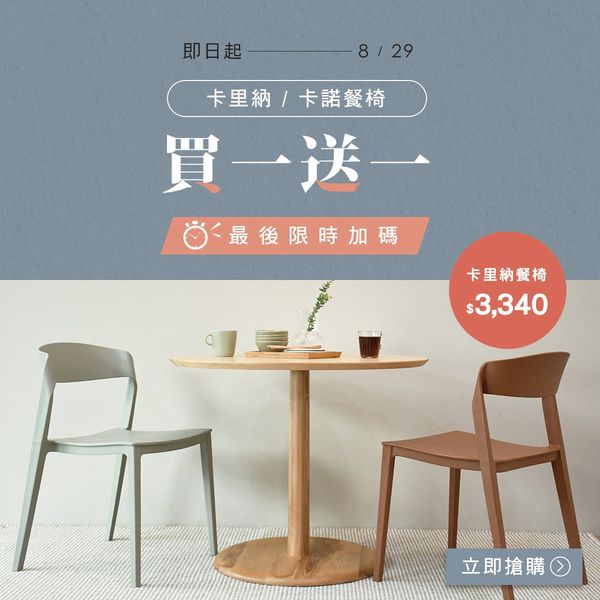 即日起 8 / 29
卡里納 / 卡諾餐椅
買一送一
最後限時加碼
卡里納餐椅
$3,340
立即搶購